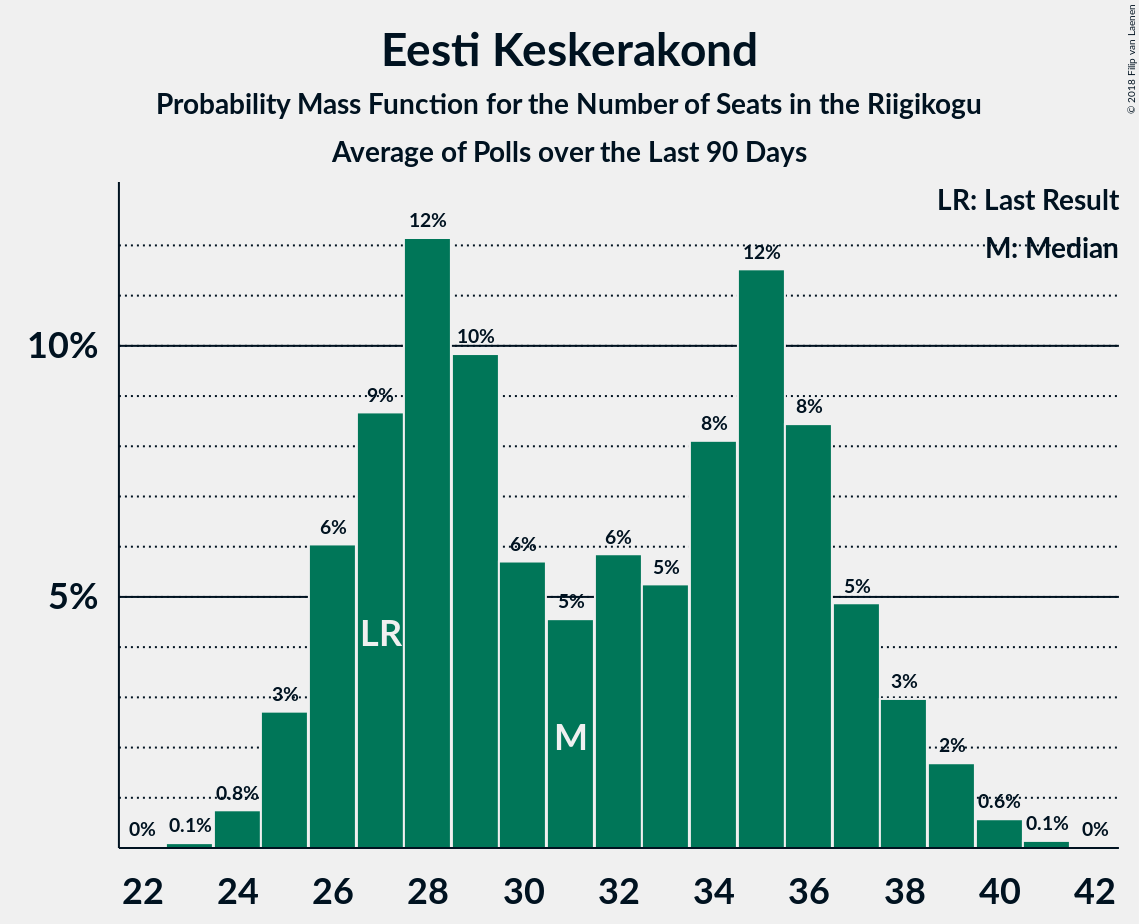 Eesti Keskerakond
Probability Mass Function for the Number of Seats in the Riigikogu
Average of Polls over the Last 90 Days
© 2018 Filip van Laenen
LR: Last Result
M: Median
10%
5%
0% 0.1% 0.8% 3% 6% 9% 12% 10% 6% 5% 6% 5% 8% 12% 8% 5% 3% 2% 0.6% 0.1% 0%
LR
M
22 24 26 28 30 32 34 36 38 40 42